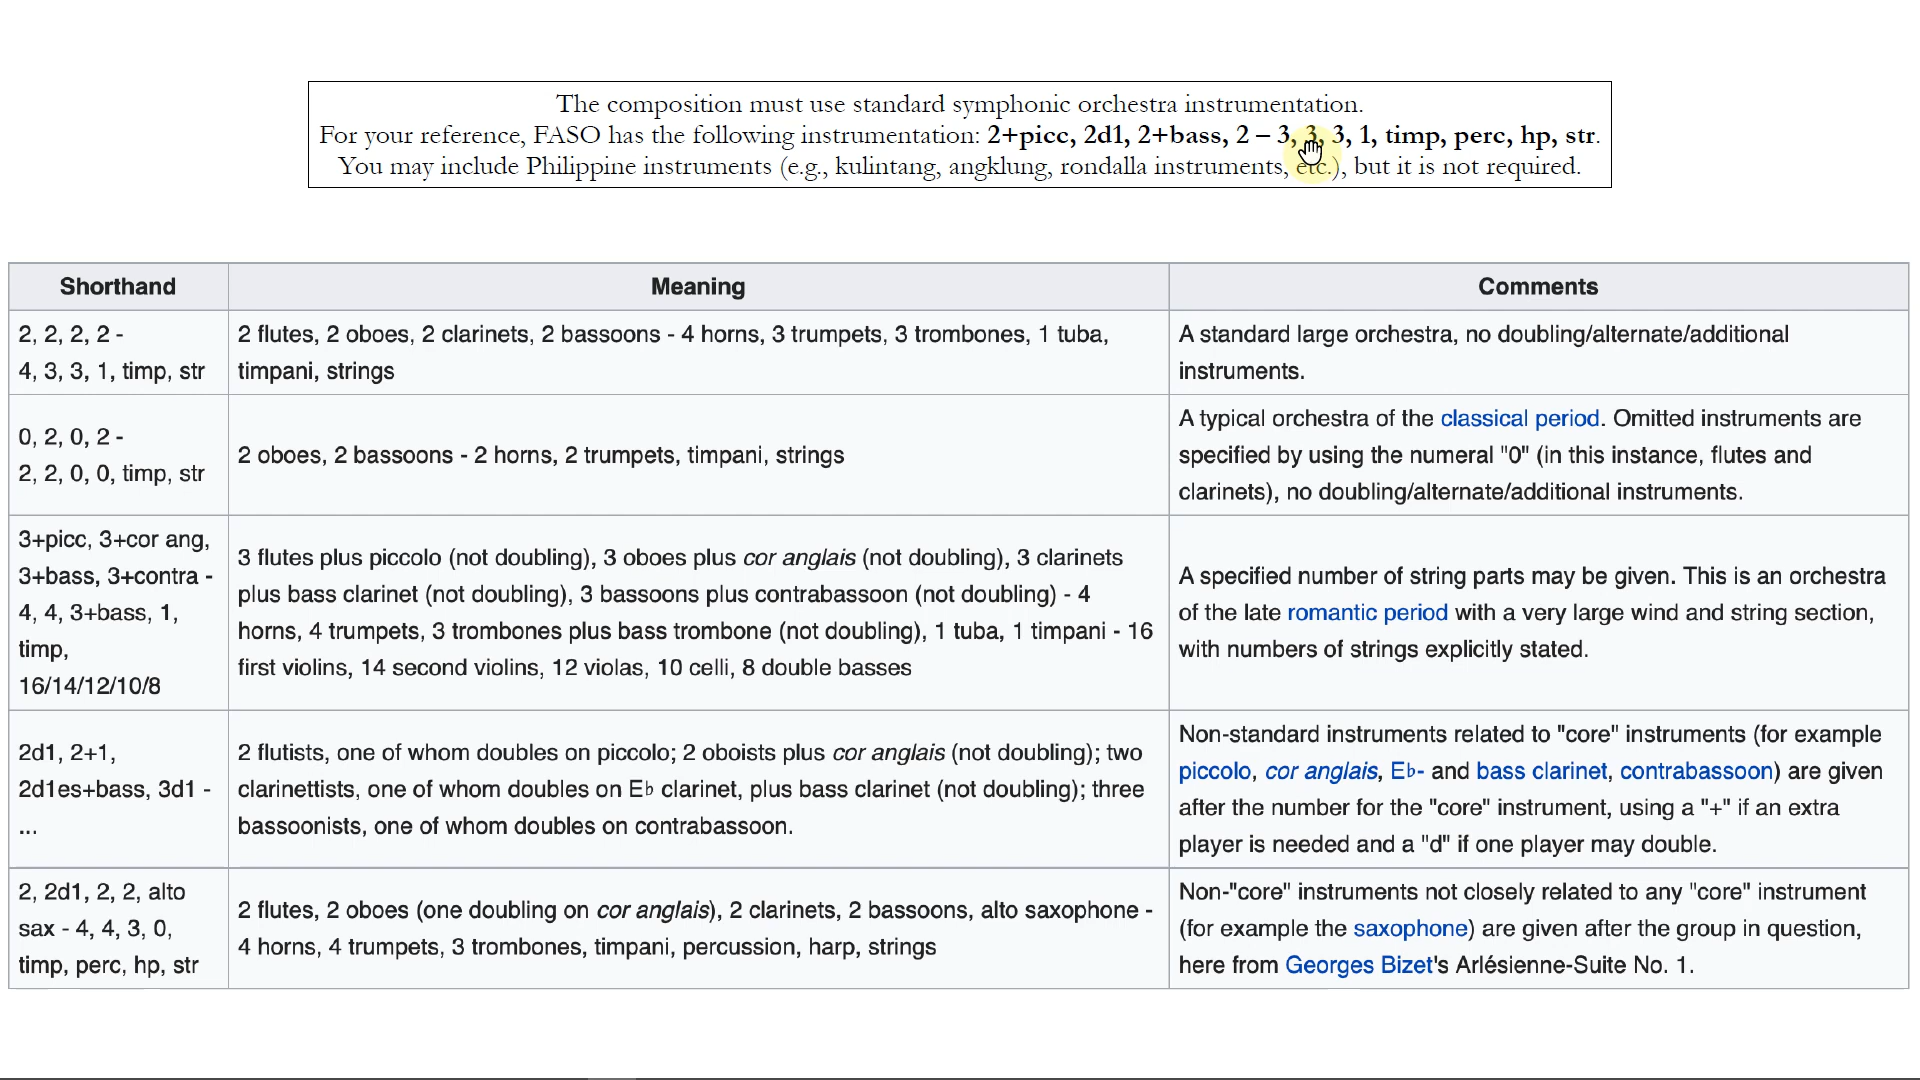 The composition must use standard symphonic orchestra instrumentation.
For your reference, FASO has the following instrumentation: 2+picc, 2d1, 2+bass, 2 – 3, 3, 3, 1, timp, perc, hp, str.
You may include Philippine instruments (e.g., kulintang, angklung, rondalla instruments, etc.), but it is not required.
Shorthand
Meaning
Comments
2, 2, 2, 2 -
4, 3, 3, 1, timp, str
2 flutes, 2 oboes, 2 clarinets, 2 bassoons - 4 horns, 3 trumpets, 3 trombones, 1 tuba,
timpani, strings
A standard large orchestra, no doubling/alternate/additional
instruments.
0, 2, 0, 2 -
2, 2, 0, 0, timp, str
2 oboes, 2 bassoons - 2 horns, 2 trumpets, timpani, strings
A typical orchestra of the classical period. Omitted instruments are
specified by using the numeral "0" (in this instance, flutes and
clarinets), no doubling/alternate/additional instruments.
3+picc, 3+cor ang,
3+bass, 3+contra -
4, 4, 3+bass, 1,
timp,
16/14/12/10/8
3 flutes plus piccolo (not doubling), 3 oboes plus cor anglais (not doubling), 3 clarinets
plus bass clarinet (not doubling), 3 bassoons plus contrabassoon (not doubling) - 4
horns, 4 trumpets, 3 trombones plus bass trombone (not doubling), 1 tuba, 1 timpani - 16
first violins, 14 second violins, 12 violas, 10 celli, 8 double basses
A specified number of string parts may be given. This is an orchestra
of the late romantic period with a very large wind and string section,
with numbers of strings explicitly stated.
2d1, 2+1,
2d1es+bass, 3d1 -
...
2 flutists, one of whom doubles on piccolo; 2 oboists plus cor anglais (not doubling); two
clarinettists, one of whom doubles on E♭ clarinet, plus bass clarinet (not doubling); three
bassoonists, one of whom doubles on contrabassoon.
Non-standard instruments related to "core" instruments (for example
piccolo, cor anglais, E♭- and bass clarinet, contrabassoon) are given
after the number for the "core" instrument, using a "+" if an extra
player is needed and a "d" if one player may double.
2, 2d1, 2, 2, alto
sax - 4, 4, 3, 0,
timp, perc, hp, str
2 flutes, 2 oboes (one doubling on cor anglais), 2 clarinets, 2 bassoons, alto saxophone -
4 horns, 4 trumpets, 3 trombones, timpani, percussion, harp, strings
Non-"core" instruments not closely related to any "core" instrument
(for example the saxophone) are given after the group in question,
here from Georges Bizet's Arlésienne-Suite No. 1.